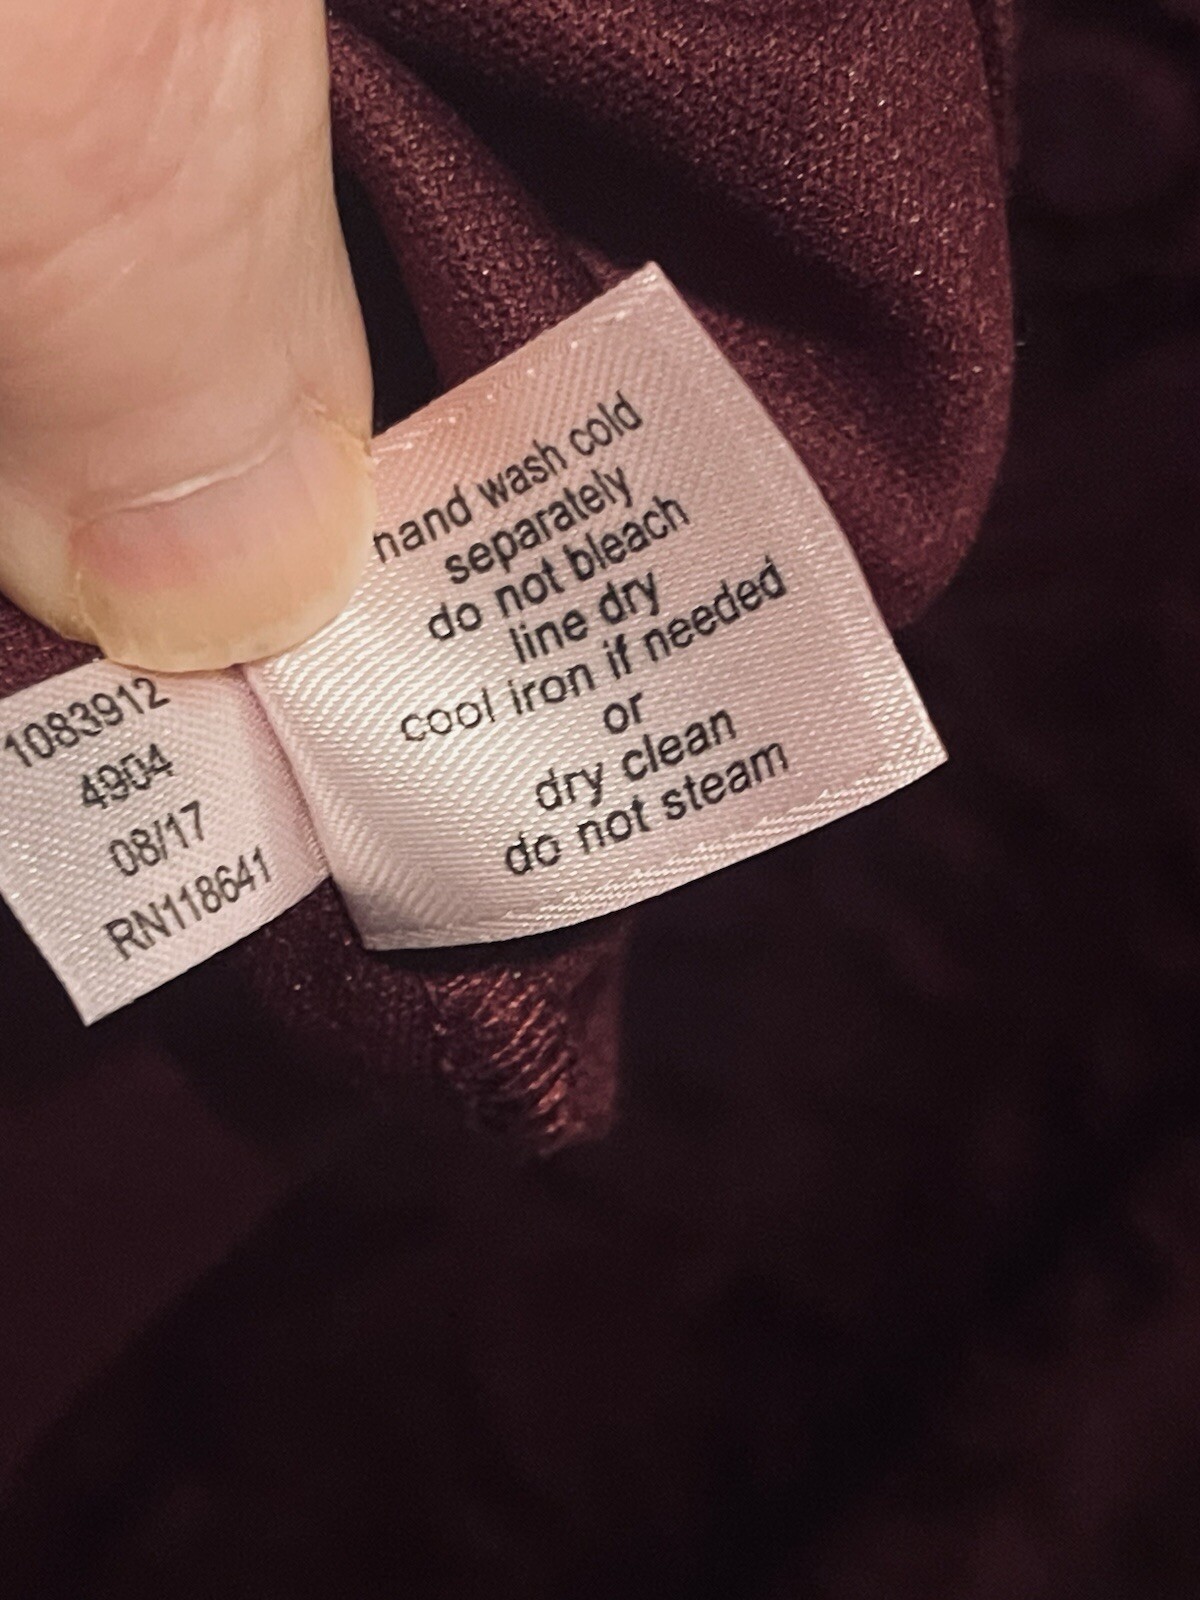 hand wash cold
separately
do not bleach
line dry
cool iron if needed
or
dry clean
do not steam
1083912
4904
08/17
RN118641